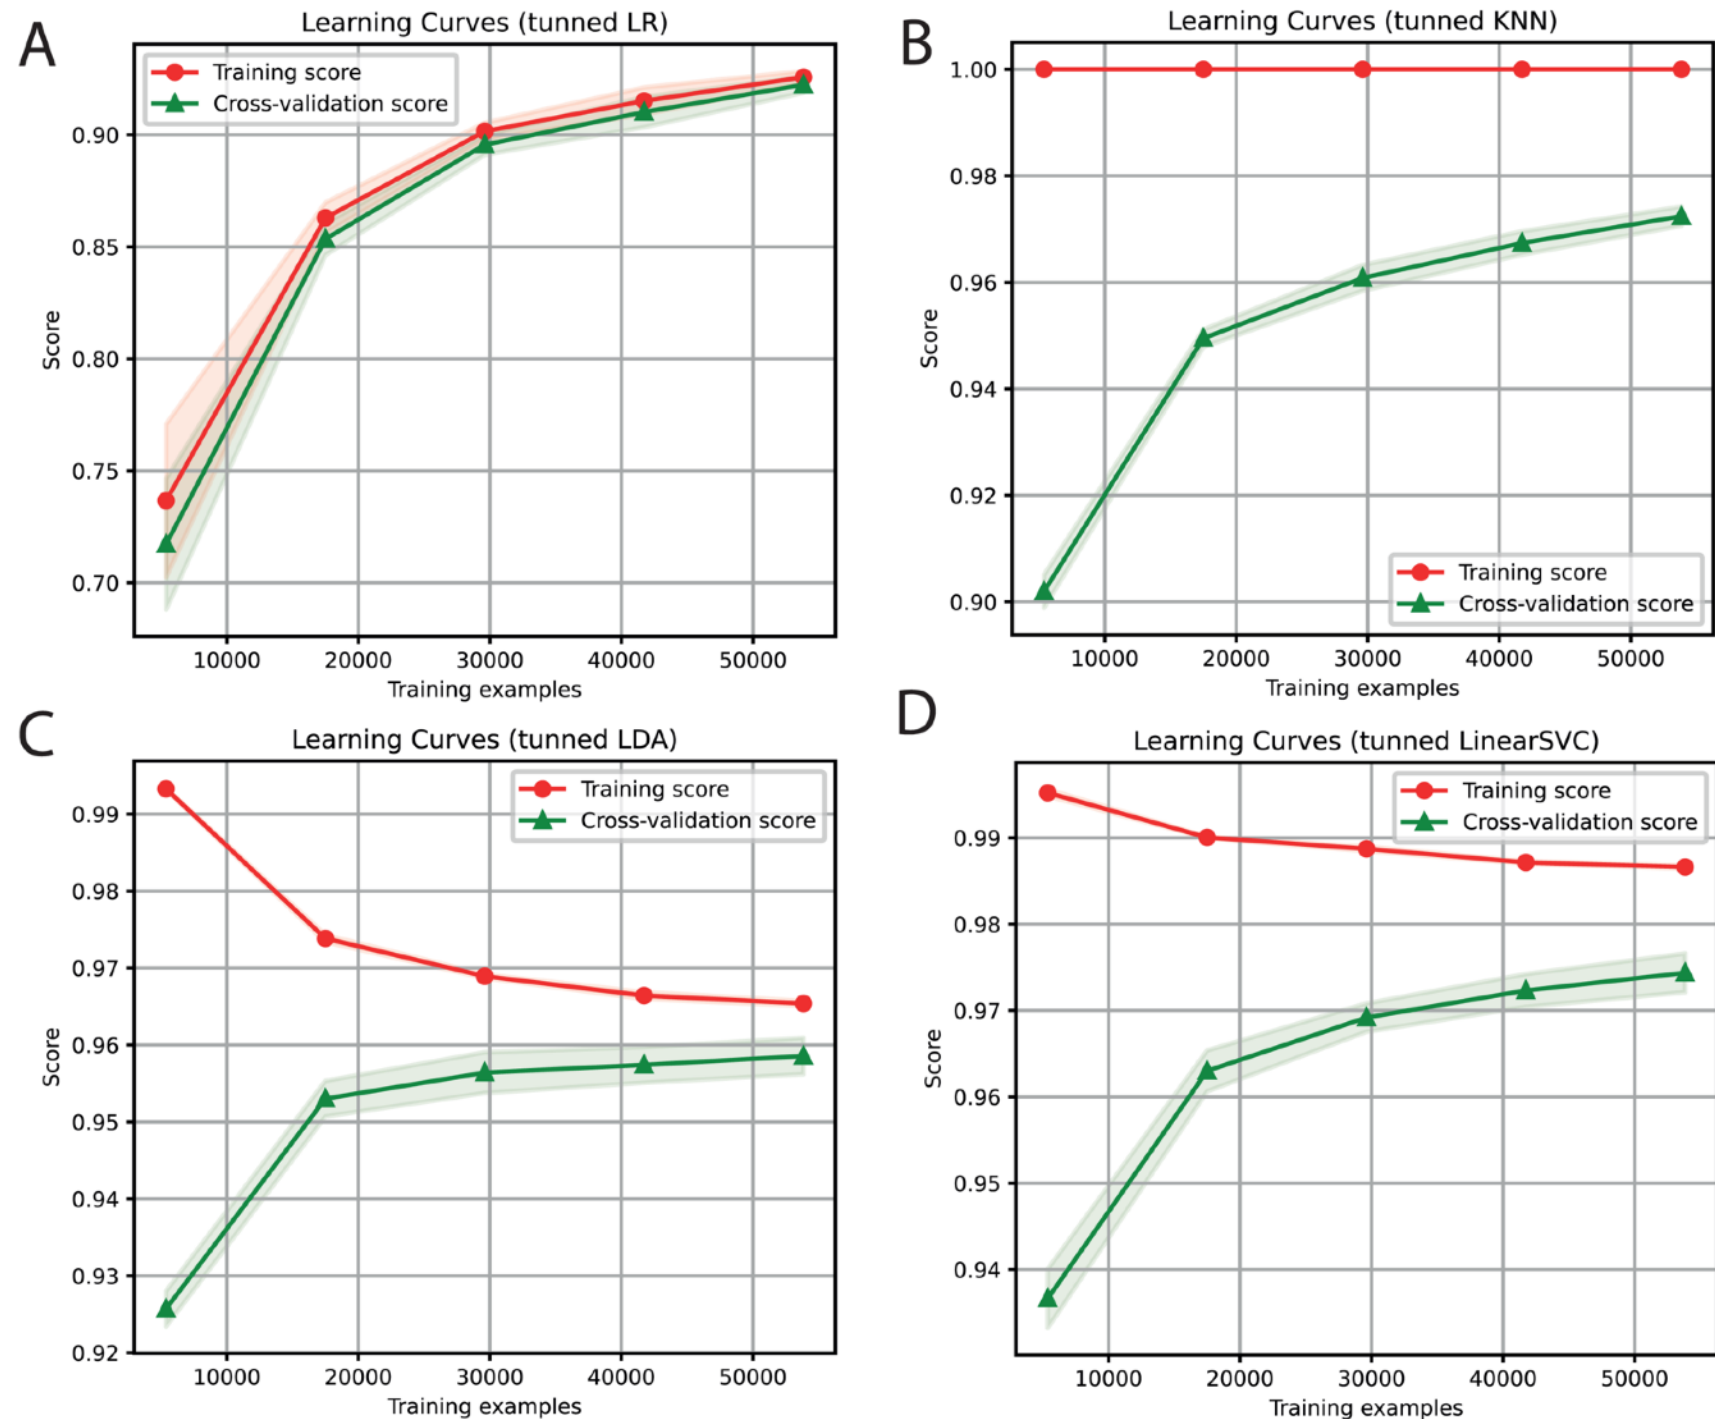 A
Learning Curves (tunned LR)
Training score
Cross-validation score
0.90
0.85
0.80
0.75
0.70
Score
10000 20000 30000 40000 50000
Training examples
B
Learning Curves (tunned KNN)
1.00
0.98
0.96
0.94
0.92
0.90
Score
Training score
Cross-validation score
10000 20000 30000 40000 50000
Training examples
C
Learning Curves (tunned LDA)
Training score
Cross-validation score
0.99
0.98
0.97
0.96
0.95
0.94
0.93
0.92
Score
10000 20000 30000 40000 50000
Training examples
D
Learning Curves (tunned LinearSVC)
Training score
Cross-validation score
0.99
0.98
0.97
0.96
0.95
0.94
Score
10000 20000 30000 40000 50000
Training examples